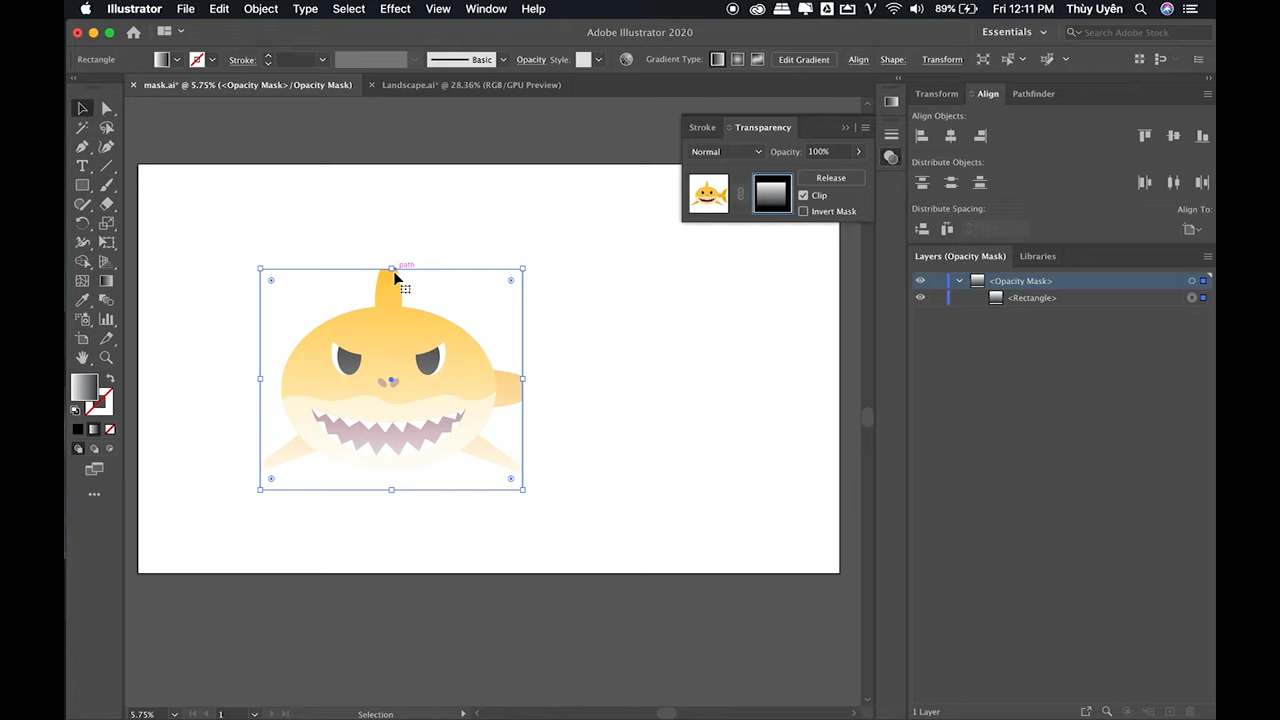 Illustrator File Edit Object Type Select Effect View Window Help 89% Fri 12:11 PM Thùy Uyên
Adobe Illustrator 2020 Essentials Search Adobe Stock
Rectangle Stroke: Basic Opacity Style: Gradient Type: Edit Gradient Align Shape: Transform
mask.ai* @ 5.75% (<Opacity Mask>/Opacity Mask) Landscape.ai* @ 28.36% (RGB/GPU Preview)
Transform Align Pathfinder
Align Objects:
Stroke Transparency
Normal Opacity: 100%
Distribute Objects:
Release
Clip
Invert Mask
Distribute Spacing: Align To:
Layers (Opacity Mask) Libraries
path
<Opacity Mask>
<Rectangle>
5.75% 1 Selection 1 Layer